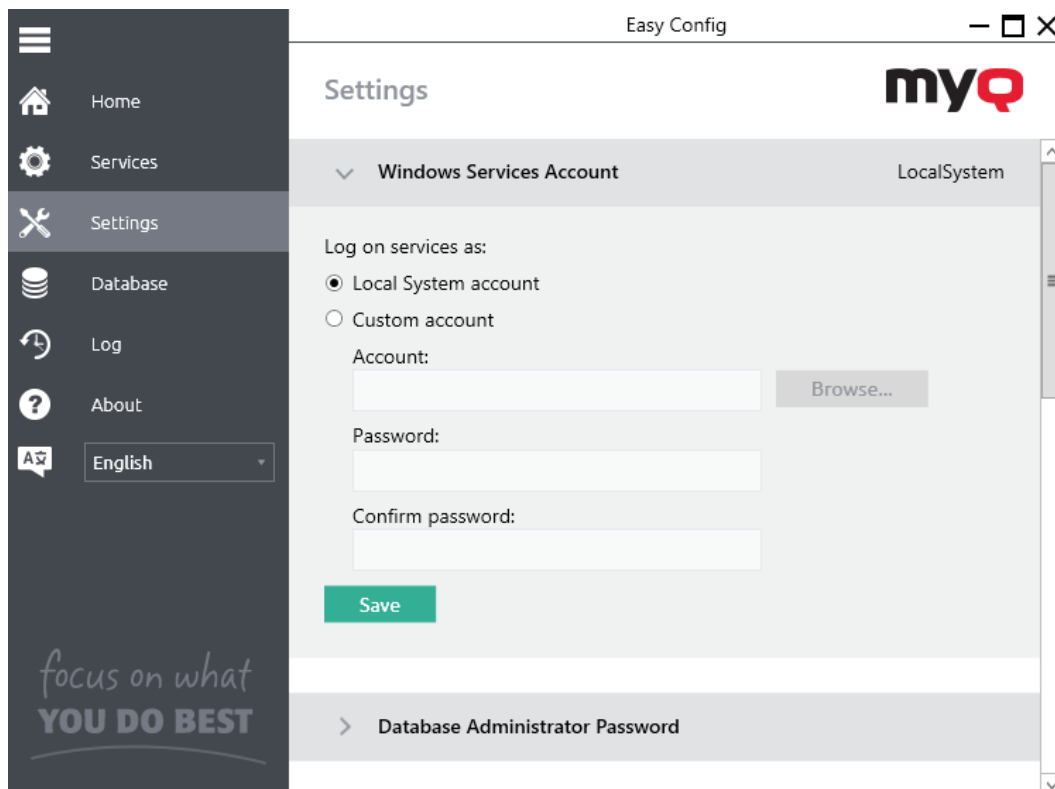 Easy Config
Home
Services
Settings
Database
Log
?
About
A文
English
focus on what
YOU DO BEST
Settings
myQ
Windows Services Account LocalSystem
Log on services as:
Local System account
Custom account
Account:
Browse...
Password:
Confirm password:
Save
Database Administrator Password